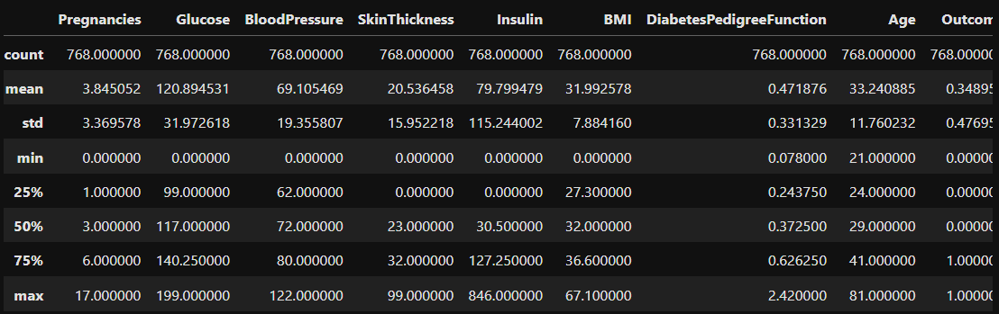 Pregnancies Glucose BloodPressure SkinThickness Insulin BMI DiabetesPedigreeFunction Age Outcom
count 768.000000 768.000000 768.000000 768.000000 768.000000 768.000000 768.000000 768.000000 768.00000
mean 3.845052 120.894531 69.105469 20.536458 79.799479 31.992578 0.471876 33.240885 0.34895
std 3.369578 31.972618 19.355807 15.952218 115.244002 7.884160 0.331329 11.760232 0.47695
min 0.000000 0.000000 0.000000 0.000000 0.000000 0.000000 0.078000 21.000000 0.00000
25% 1.000000 99.000000 62.000000 0.000000 0.000000 27.300000 0.243750 24.000000 0.00000
50% 3.000000 117.000000 72.000000 23.000000 30.500000 32.000000 0.372500 29.000000 0.00000
75% 6.000000 140.250000 80.000000 32.000000 127.250000 36.600000 0.626250 41.000000 1.00000
max 17.000000 199.000000 122.000000 99.000000 846.000000 67.100000 2.420000 81.000000 1.00000